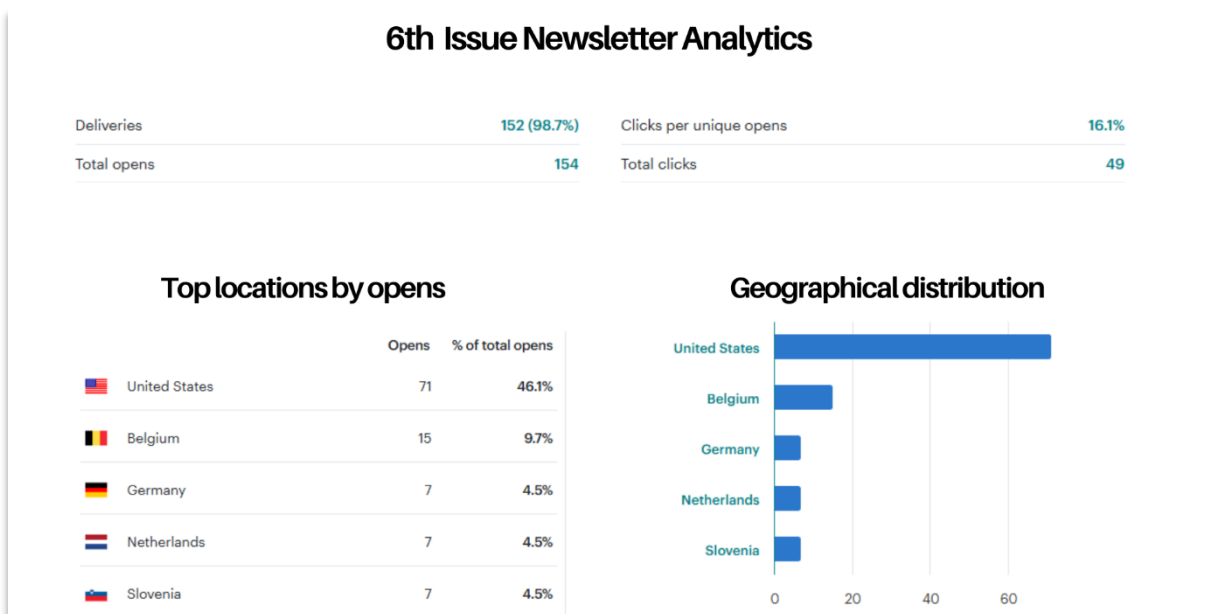 6th Issue Newsletter Analytics
Deliveries 152 (98.7%)
Clicks per unique opens 16.1%
Total opens 154
Total clicks 49
Top locations by opens
Geographical distribution
Opens % of total opens
United States 71 46.1%
Belgium 15 9.7%
Germany 7 4.5%
Netherlands 7 4.5%
Slovenia 7 4.5%
United States
Belgium
Germany
Netherlands
Slovenia
0 20 40 60